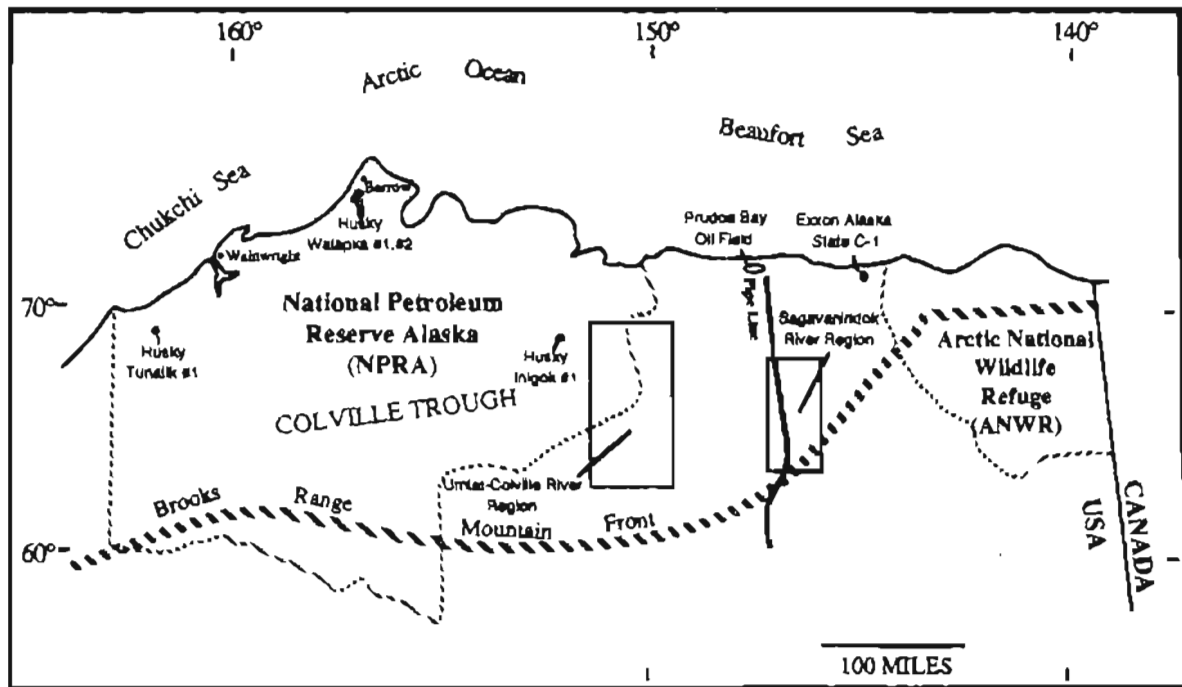 160°
150°
140°
Arctic Ocean
Beaufort Sea
Chukchi Sea
Barrow
Husky
Walapka #1, #2
Wainwright
Prudoe Bay
Oil Field
Exxon Alaska
State C-1
Pipe Line
70°
National Petroleum
Reserve Alaska
(NPRA)
Husky
Tunalik #1
Husky
Inigok #1
Sagavanirktok
River Region
Arctic National
Wildlife
Refuge
(ANWR)
COLVILLE TROUGH
Umiat-Colville River
Region
Brooks Range Mountain Front
60°
USA
CANADA
100 MILES